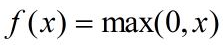 f(x) = max(0, x)